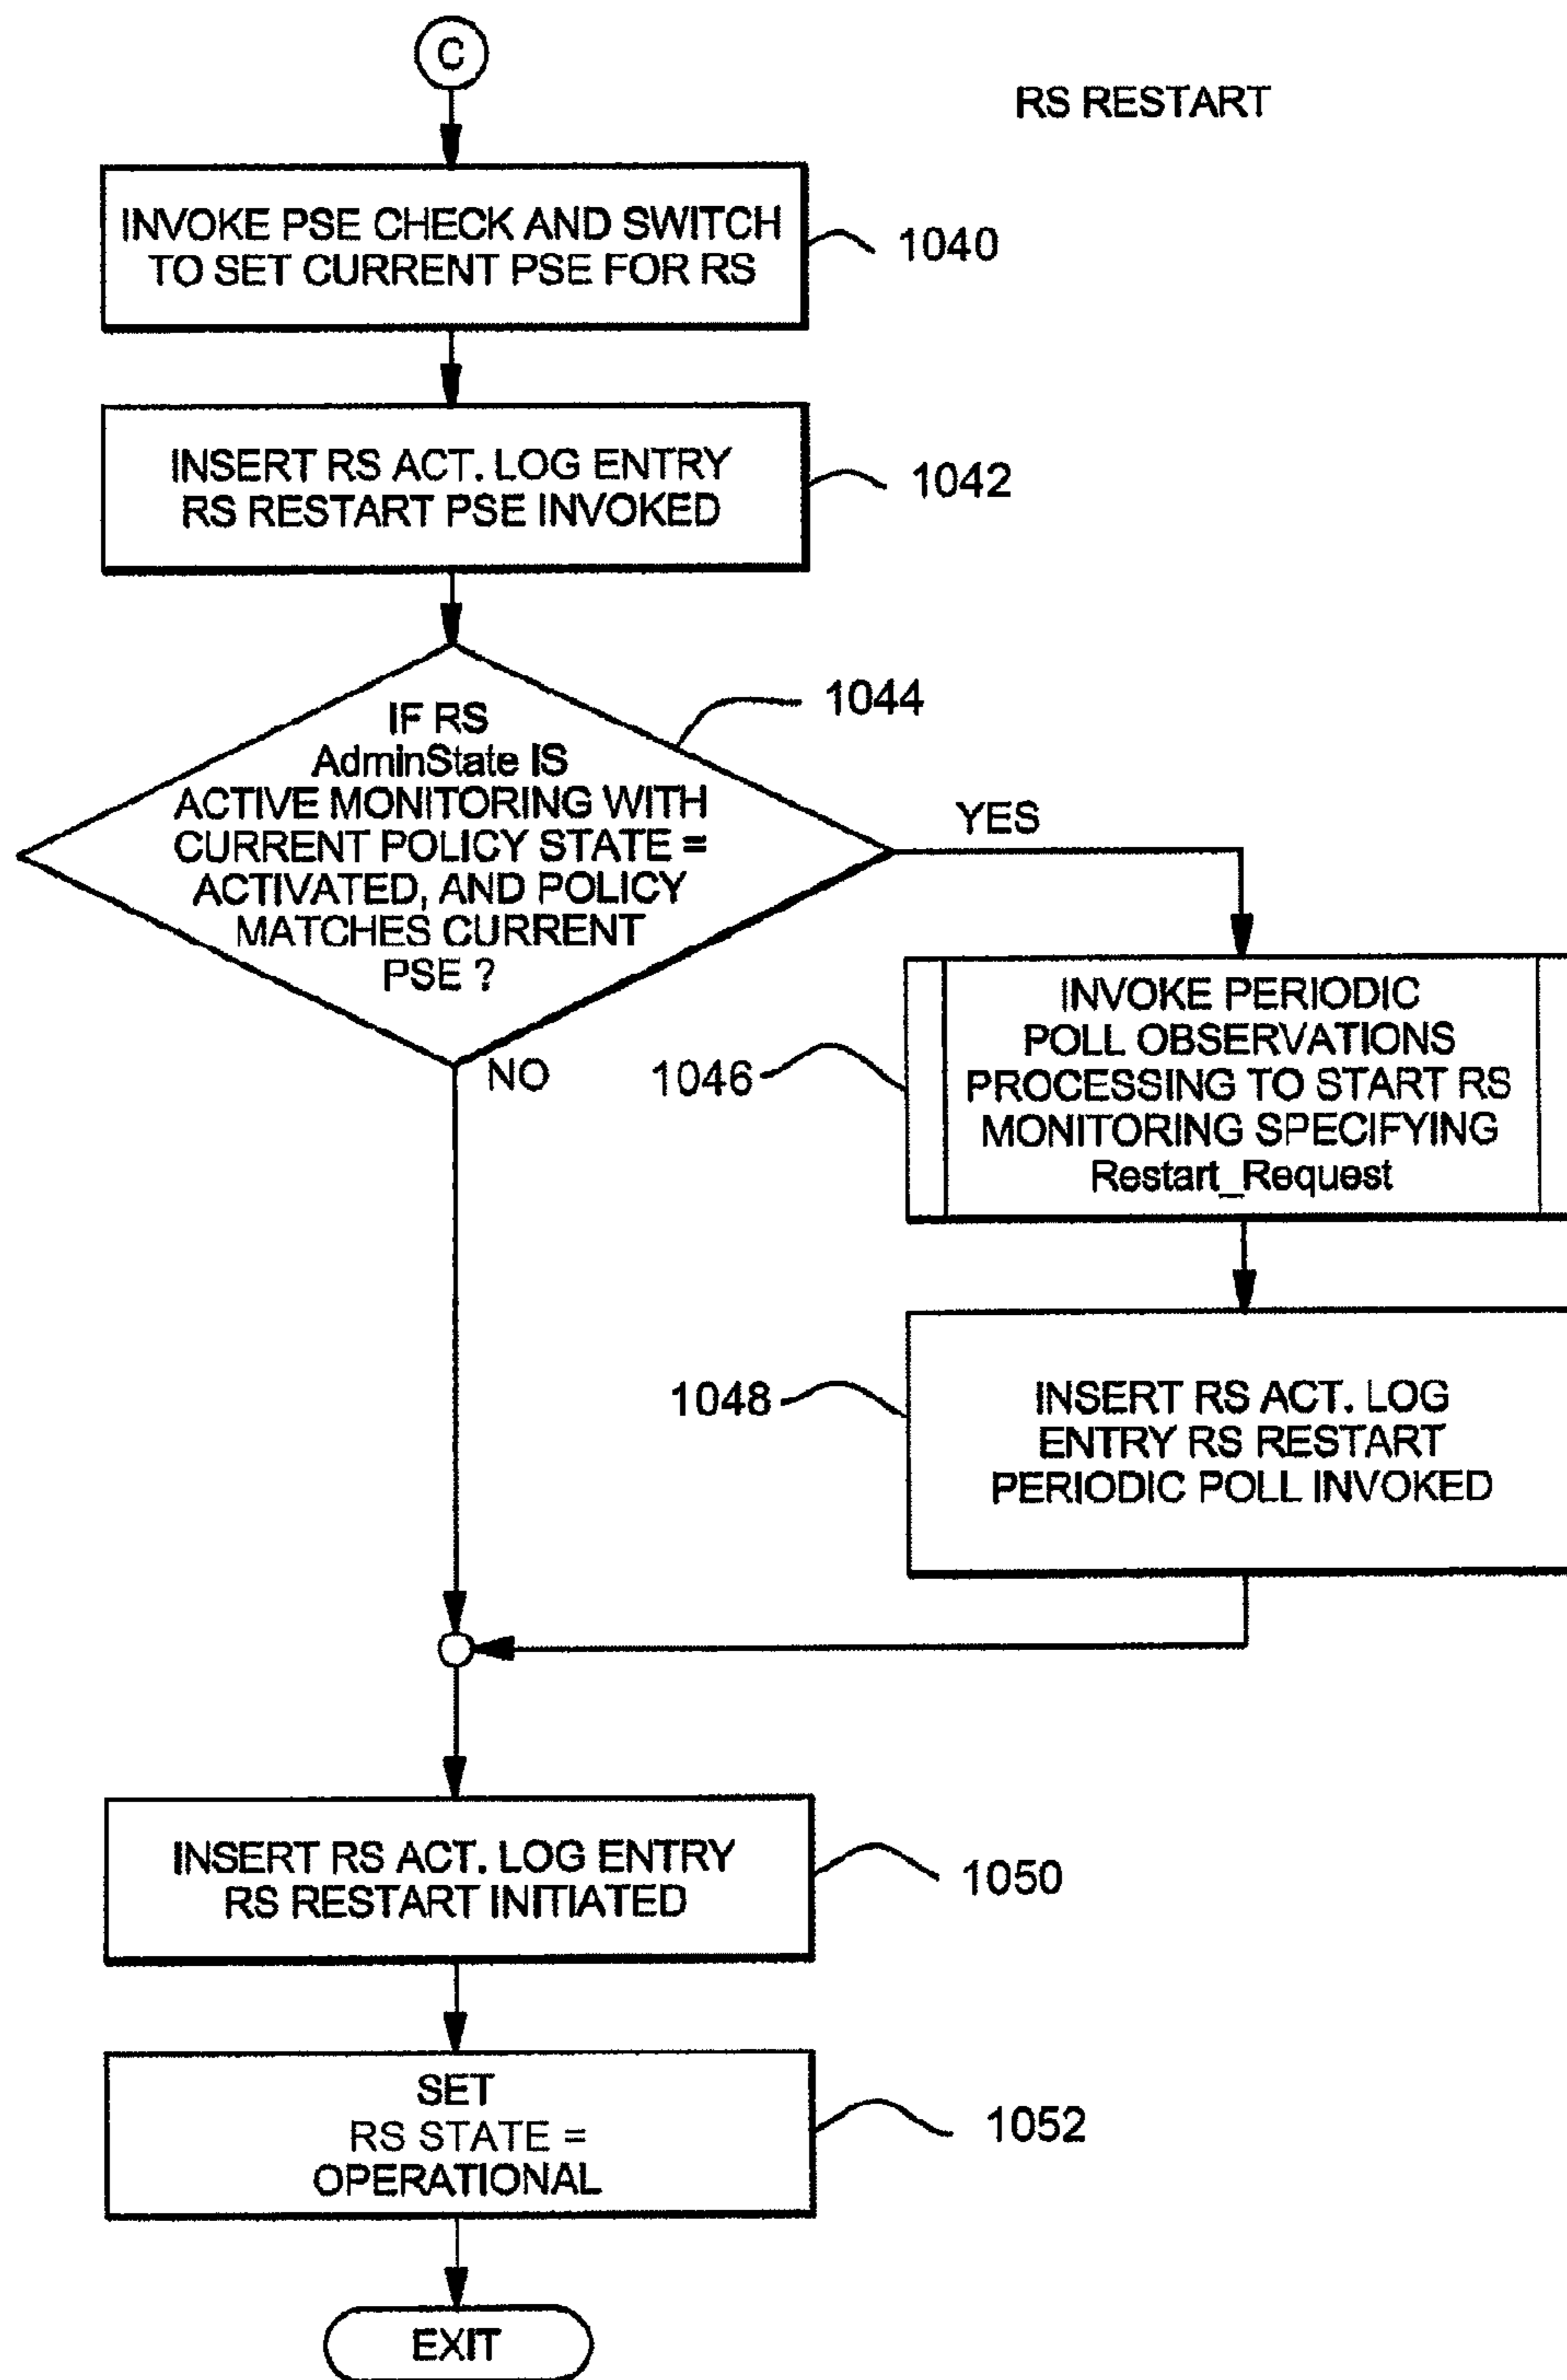 C
RS RESTART
INVOKE PSE CHECK AND SWITCH
TO SET CURRENT PSE FOR RS
1040
INSERT RS ACT. LOG ENTRY
RS RESTART PSE INVOKED
1042
IF RS
AdminState IS
ACTIVE MONITORING WITH
CURRENT POLICY STATE =
ACTIVATED, AND POLICY
MATCHES CURRENT
PSE ?
1044
YES
NO
INVOKE PERIODIC
POLL OBSERVATIONS
PROCESSING TO START RS
MONITORING SPECIFYING
Restart_Request
1046
INSERT RS ACT. LOG
ENTRY RS RESTART
PERIODIC POLL INVOKED
1048
INSERT RS ACT. LOG ENTRY
RS RESTART INITIATED
1050
SET
RS STATE =
OPERATIONAL
1052
EXIT